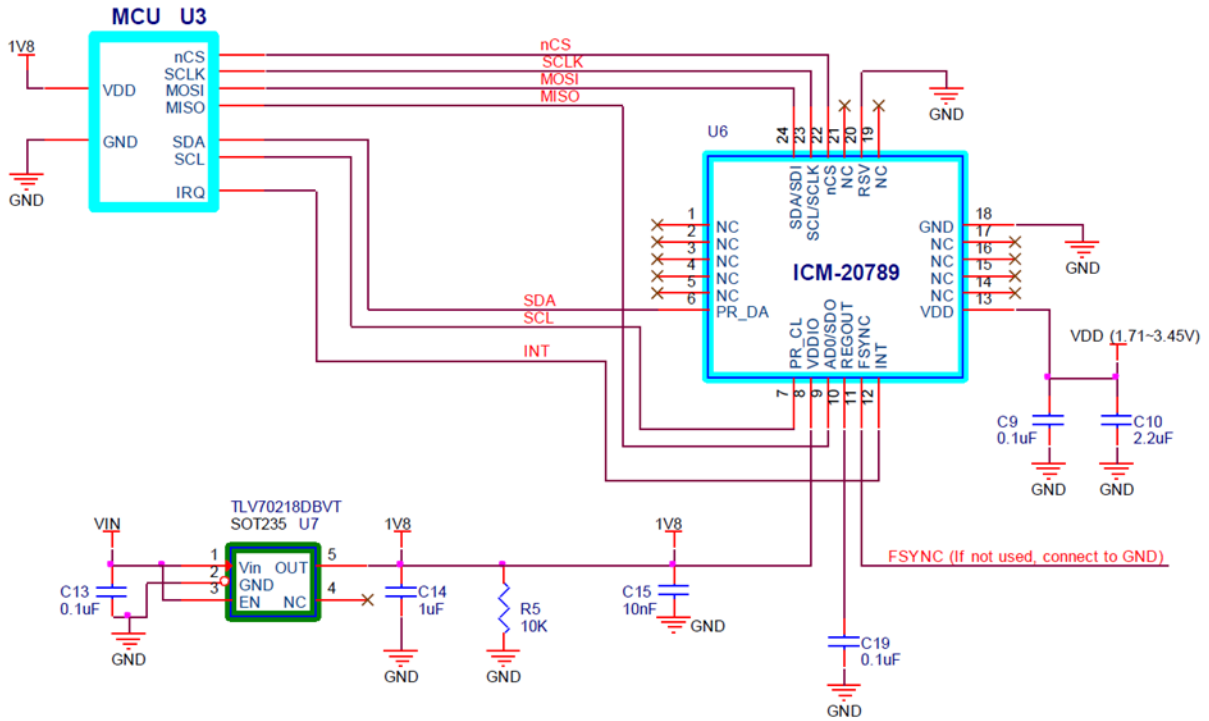 MCU U3
1V8
VDD
GND
GND
nCS
SCLK
MOSI
MISO
SDA
SCL
IRQ
nCS
SCLK
MOSI
MISO
SDA
SCL
INT
GND
U6
24
23
22
21
20
19
SDA/SDI
SCL/SCLK
nCS
NC
RSV
NC
1 NC
2 NC
3 NC
4 NC
5 NC
6 PR_DA
ICM-20789
GND 18
NC 17
NC 16
NC 15
NC 14
VDD 13
GND
PR_CL
VDDIO
AD0/SDO
REGOUT
FSYNC
INT
7
8
9
10
11
12
VDD (1.71~3.45V)
C9
0.1uF
GND
C10
2.2uF
GND
FSYNC (If not used, connect to GND)
C19
0.1uF
GND
TLV70218DBVT
SOT235 U7
VIN
C13
0.1uF
GND
1 Vin
2 GND
3 EN
OUT 5
NC 4
1V8
C14
1uF
GND
R5
10K
GND
1V8
C15
10nF
GND